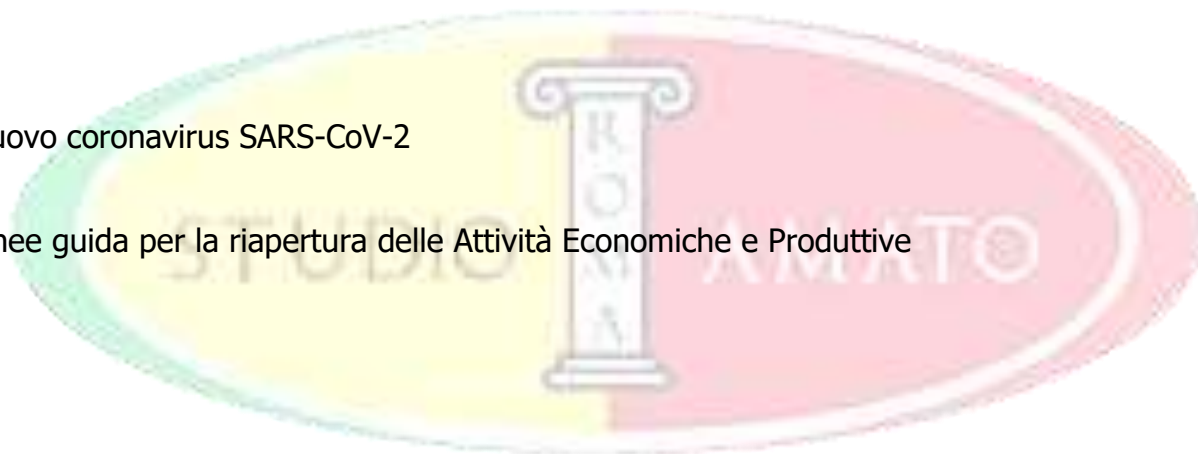 uovo coronavirus SARS-CoV-2
nee guida per la riapertura delle Attività Economiche e Produttive
STUDIO ROMA AMATO